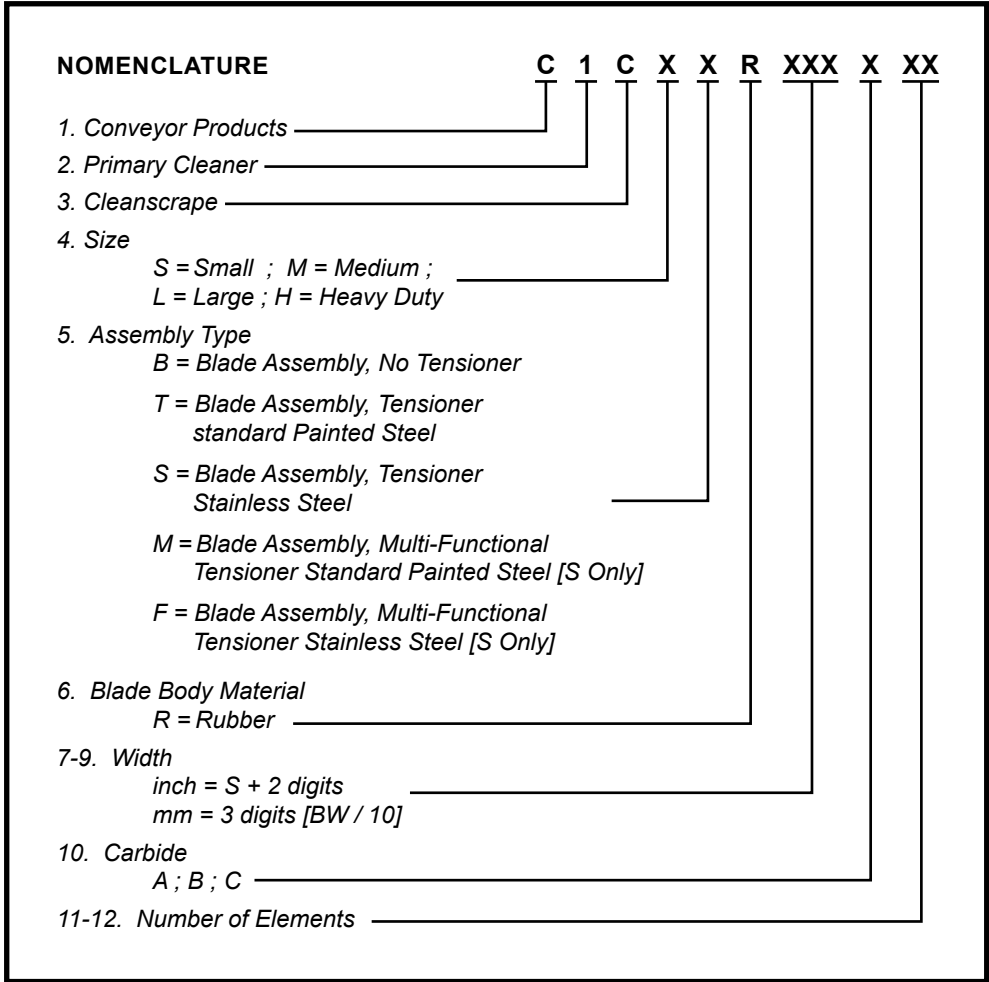 NOMENCLATURE C 1 C X X R XXX X XX
1. Conveyor Products
2. Primary Cleaner
3. Cleanscrape
4. Size
S = Small ; M = Medium ;
L = Large ; H = Heavy Duty
5. Assembly Type
B = Blade Assembly, No Tensioner
T = Blade Assembly, Tensioner
standard Painted Steel
S = Blade Assembly, Tensioner
Stainless Steel
M = Blade Assembly, Multi-Functional
Tensioner Standard Painted Steel [S Only]
F = Blade Assembly, Multi-Functional
Tensioner Stainless Steel [S Only]
6. Blade Body Material
R = Rubber
7-9. Width
inch = S + 2 digits
mm = 3 digits [BW / 10]
10. Carbide
A ; B ; C
11-12. Number of Elements